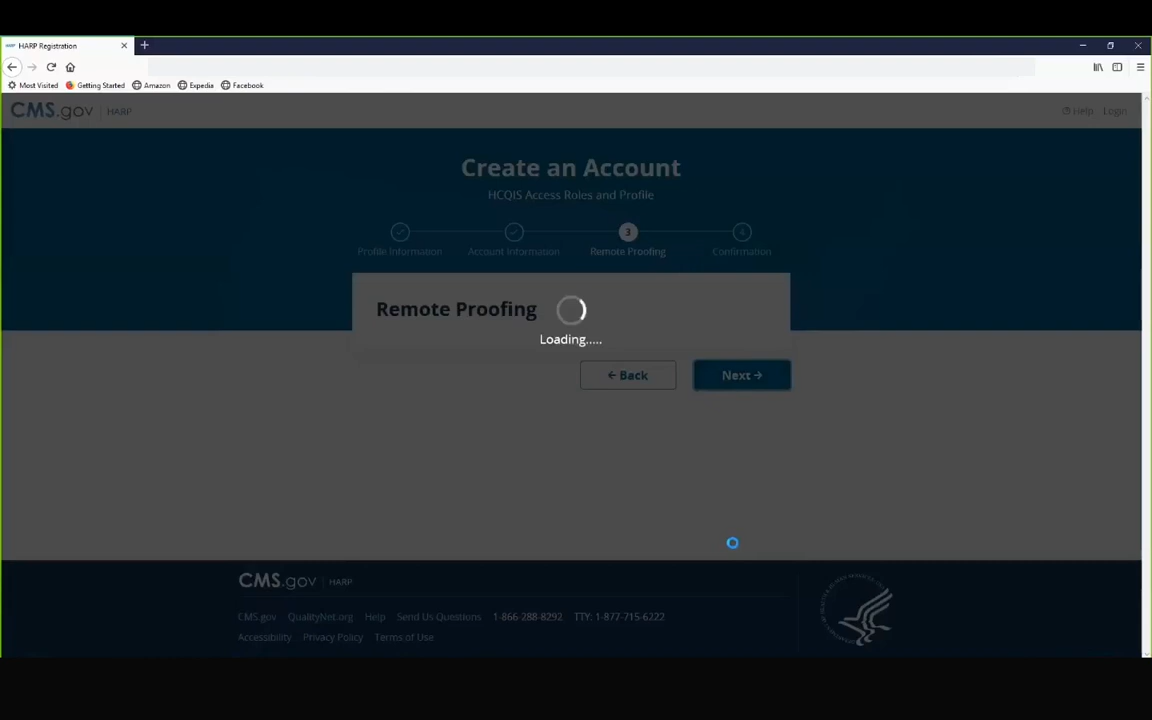 HARP Registration
Most Visited Getting Started Amazon Expedia Facebook
CMS.gov HARP Help Login
Create an Account
HCQIS Access Roles and Profile
3 4
Profile Information Account Information Remote Proofing Confirmation
Remote Proofing
Loading.....
Back Next
CMS.gov HARP
CMS.gov QualityNet.org Help Send Us Questions 1-866-288-8292 TTY: 1-877-715-6222
Accessibility Privacy Policy Terms of Use